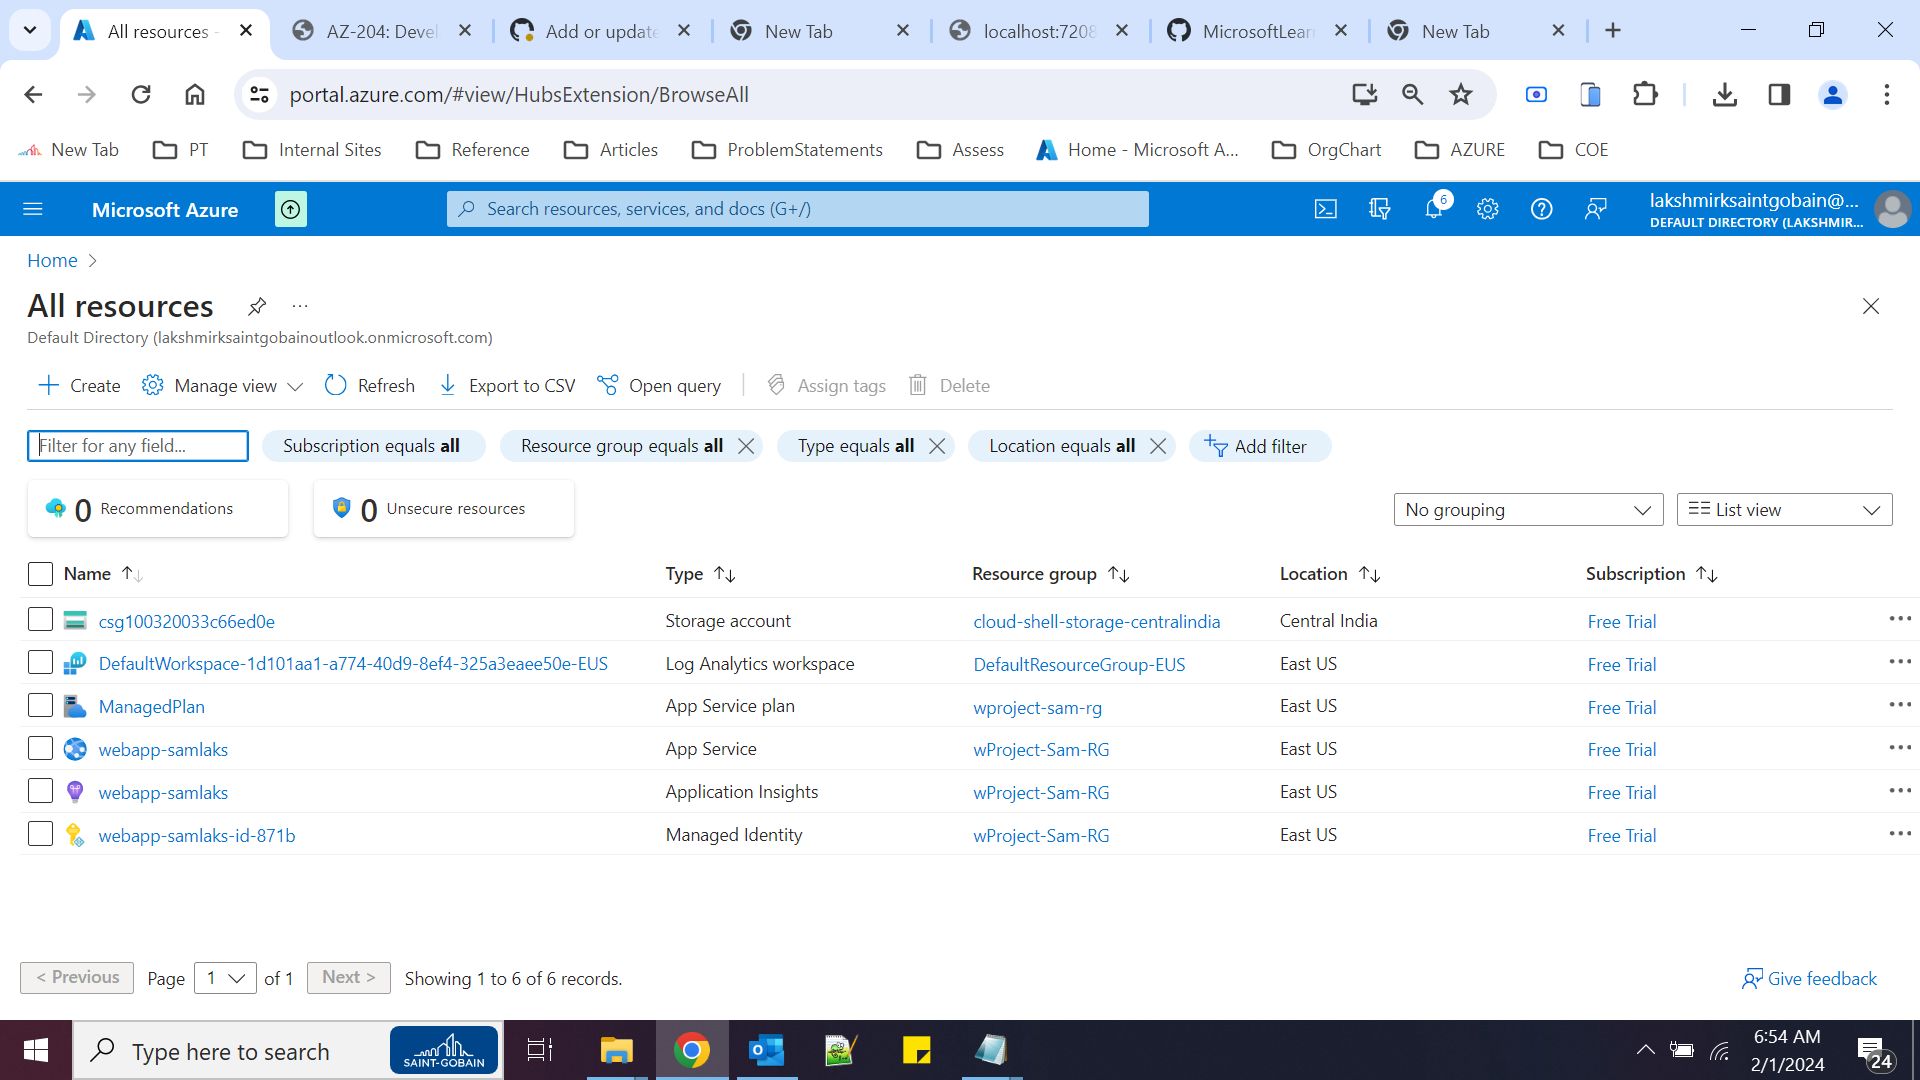 All resources -
AZ-204: Devel
Add or update
New Tab
localhost:7208
MicrosoftLear
New Tab
portal.azure.com/#view/HubsExtension/BrowseAll
New Tab
PT
Internal Sites
Reference
Articles
ProblemStatements
Access
Home - Microsoft A...
OrgChart
AZURE
COE
Microsoft Azure
Search resources, services, and docs (G+/)
6
lakshmirksaintgobain@...
DEFAULT DIRECTORY (LAKSHMIR...
Home >
All resources
...
Default Directory (lakshmirksaintgobainoutlook.onmicrosoft.com)
Create
Manage view
Refresh
Export to CSV
Open query
Assign tags
Delete
Filter for any field...
Subscription equals all
Resource group equals all
Type equals all
Location equals all
Add filter
0 Recommendations
0 Unsecure resources
No grouping
List view
Name Type Resource group Location Subscription
csg100320033c66ed0e Storage account cloud-shell-storage-centralindia Central India Free Trial ...
DefaultWorkspace-1d101aa1-a774-40d9-8ef4-325a3eaee50e-EUS Log Analytics workspace DefaultResourceGroup-EUS East US Free Trial ...
ManagedPlan App Service plan wproject-sam-rg East US Free Trial ...
webapp-samlaks App Service wProject-Sam-RG East US Free Trial ...
webapp-samlaks Application Insights wProject-Sam-RG East US Free Trial ...
webapp-samlaks-id-871b Managed Identity wProject-Sam-RG East US Free Trial ...
< Previous Page 1 of 1 Next > Showing 1 to 6 of 6 records.
Give feedback
Type here to search
SAINT-GOBAIN
6:54 AM
2/1/2024
24